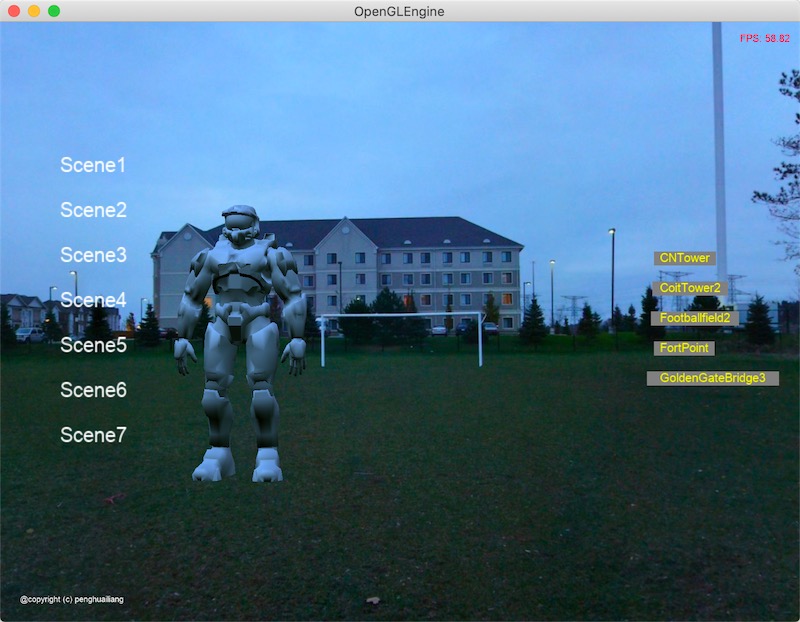 OpenGLEngine
FPS: 58.82
Scene1
Scene2
Scene3
Scene4
Scene5
Scene6
Scene7
CNTower
CoitTower2
Footballfield2
FortPoint
GoldenGateBridge3
@copyright (c) penghuailiang